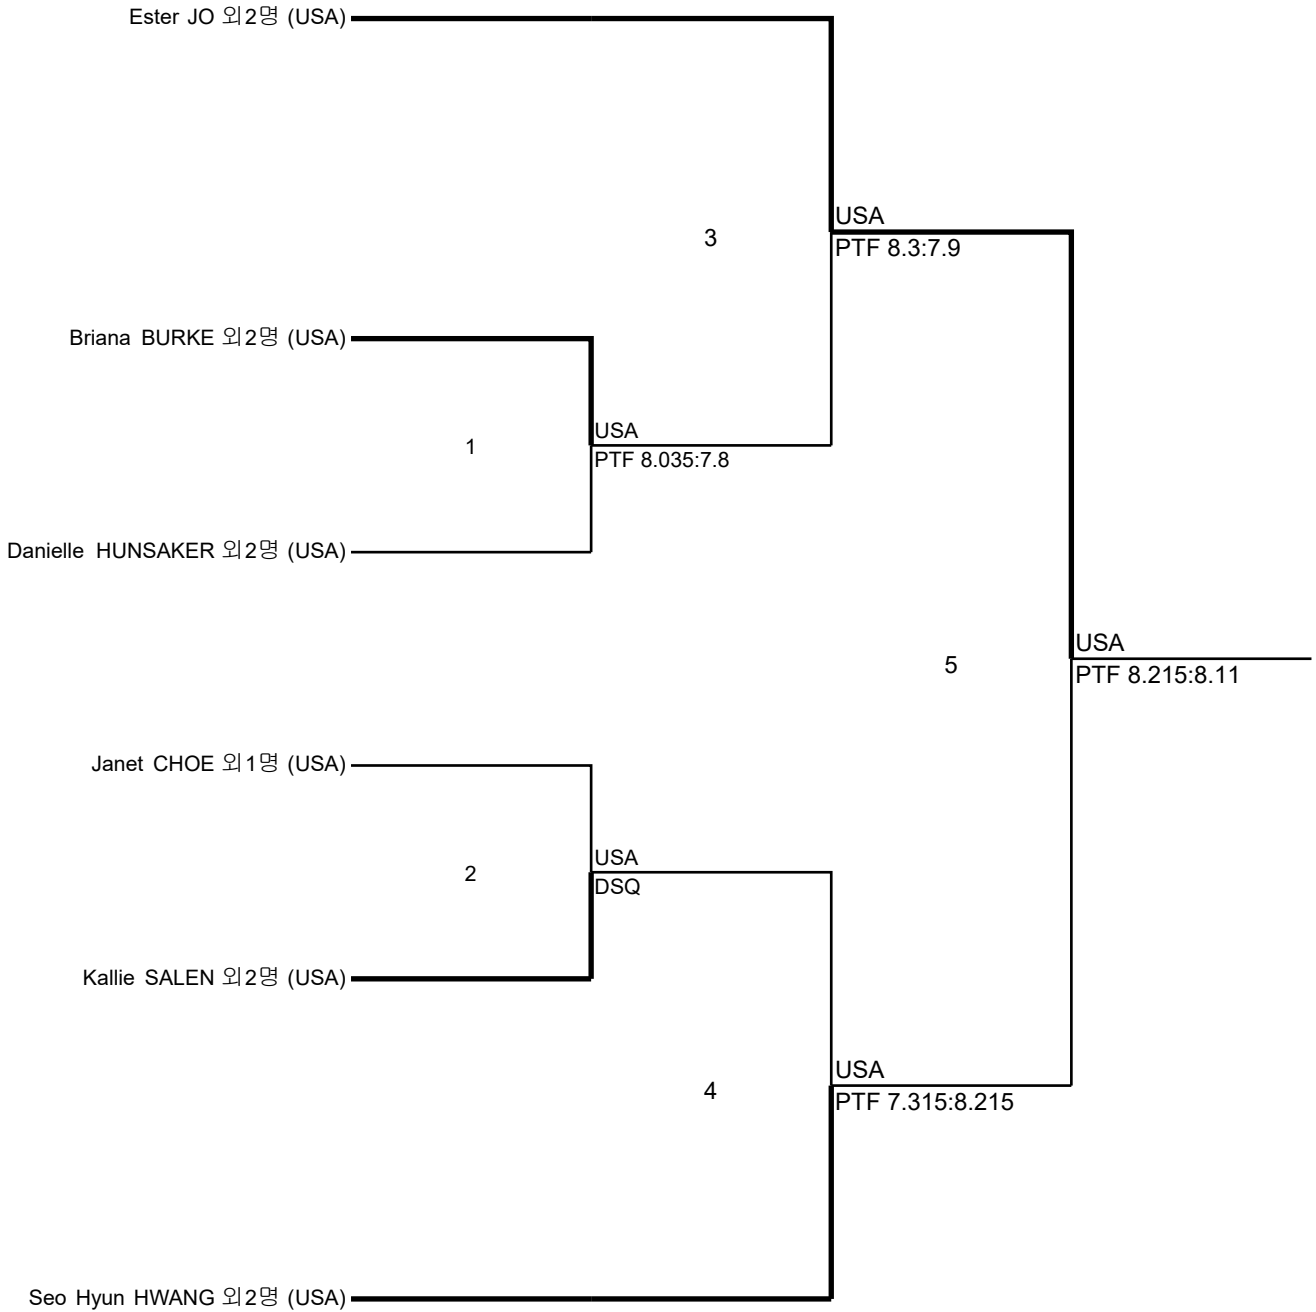 Ester JO 외2명 (USA)
USA
3
PTF 8.3:7.9
Briana BURKE 외2명 (USA)
USA
1
PTF 8.035:7.8
Danielle HUNSAKER 외2명 (USA)
USA
5
PTF 8.215:8.11
Janet CHOE 외1명 (USA)
USA
2
DSQ
Kallie SALEN 외2명 (USA)
USA
4
PTF 7.315:8.215
Seo Hyun HWANG 외2명 (USA)